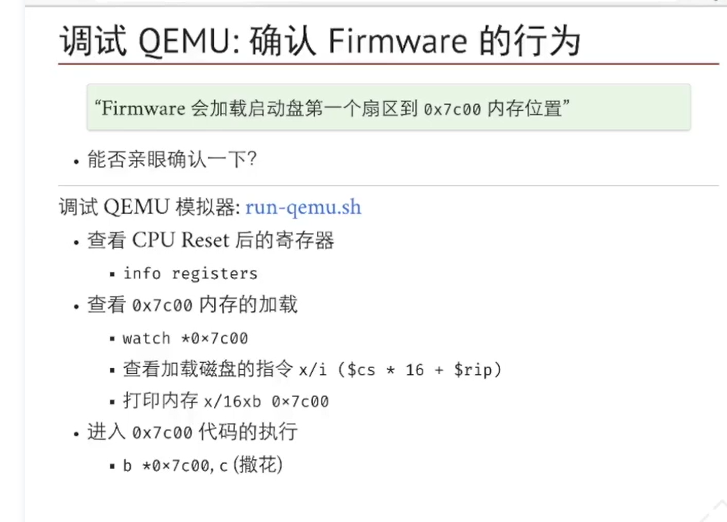 调试 QEMU: 确认 Firmware 的行为
“Firmware 会加载启动盘第一个扇区到 0x7c00 内存位置”
• 能否亲眼确认一下?
调试 QEMU 模拟器: run-qemu.sh
• 查看 CPU Reset 后的寄存器
▪ info registers
• 查看 0x7c00 内存的加载
▪ watch *0x7c00
▪ 查看加载磁盘的指令 x/i ($cs * 16 + $rip)
▪ 打印内存 x/16xb 0x7c00
• 进入 0x7c00 代码的执行
▪ b *0x7c00, c (撒花)